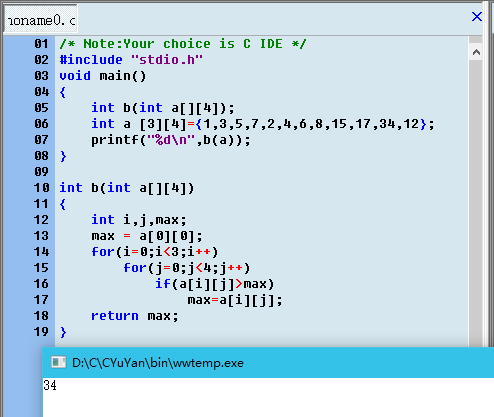 noname0.c
01 /* Note:Your choice is C IDE */
02 #include "stdio.h"
03 void main()
04 {
05     int b(int a[][4]);
06     int a [3][4]={1,3,5,7,2,4,6,8,15,17,34,12};
07     printf("%d\n",b(a));
08 }
09
10 int b(int a[][4])
11 {
12     int i,j,max;
13     max = a[0][0];
14     for(i=0;i<3;i++)
15         for(j=0;j<4;j++)
16             if(a[i][j]>max)
17                 max=a[i][j];
18     return max;
19 }
D:\C\CYuYan\bin\wwtemp.exe
34